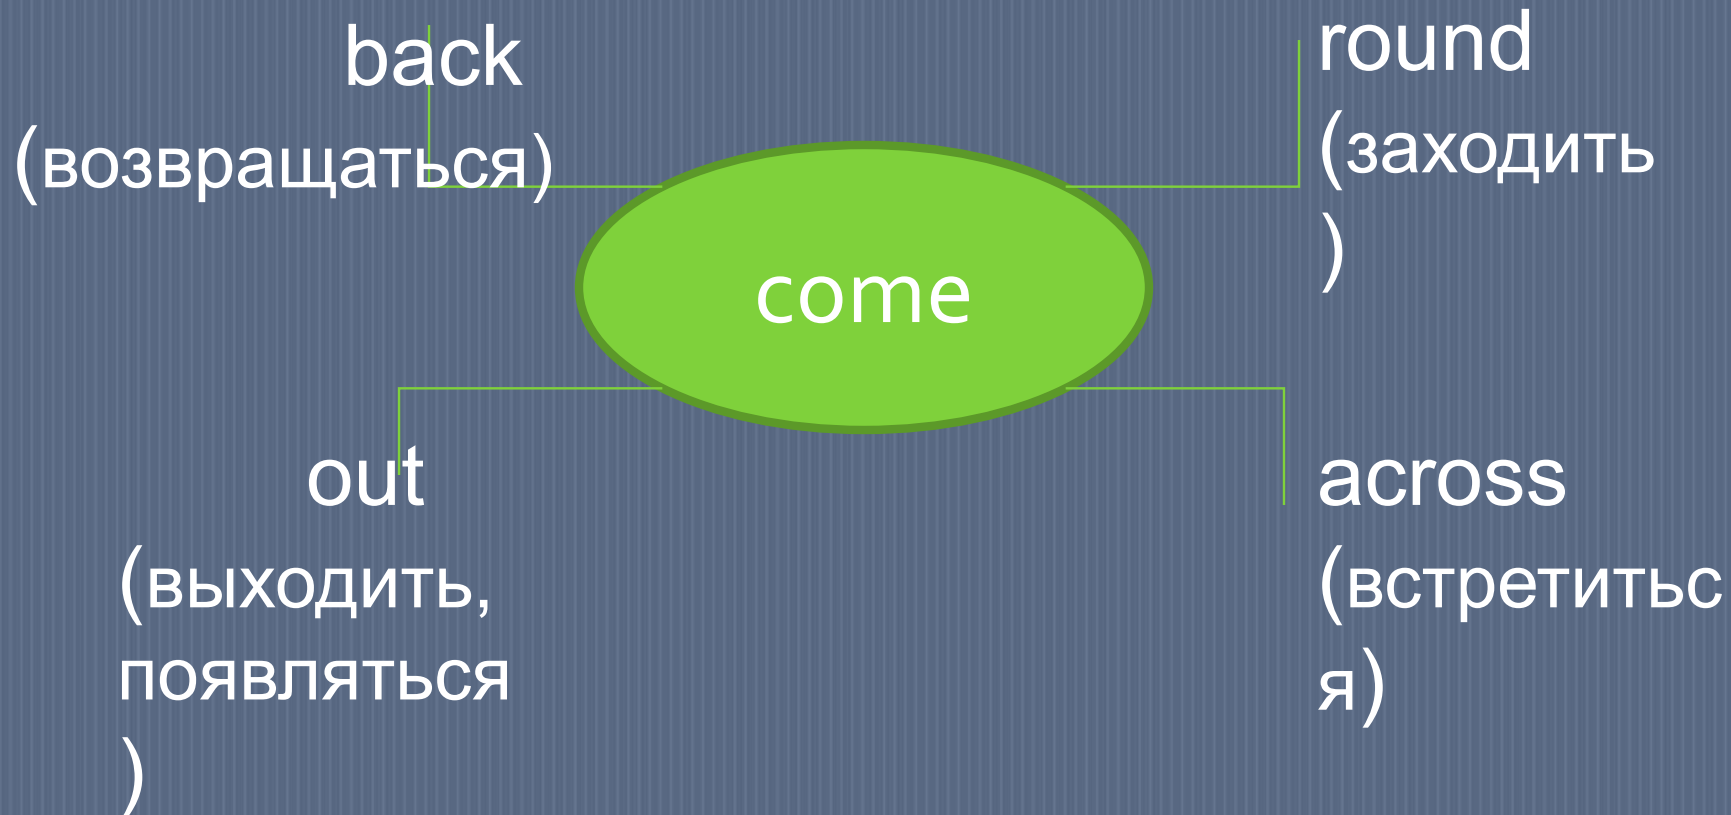 back
(возвращаться)
round
(заходить
)
come
out
(выходить,
появляться
)
across
(встретитьс
я)